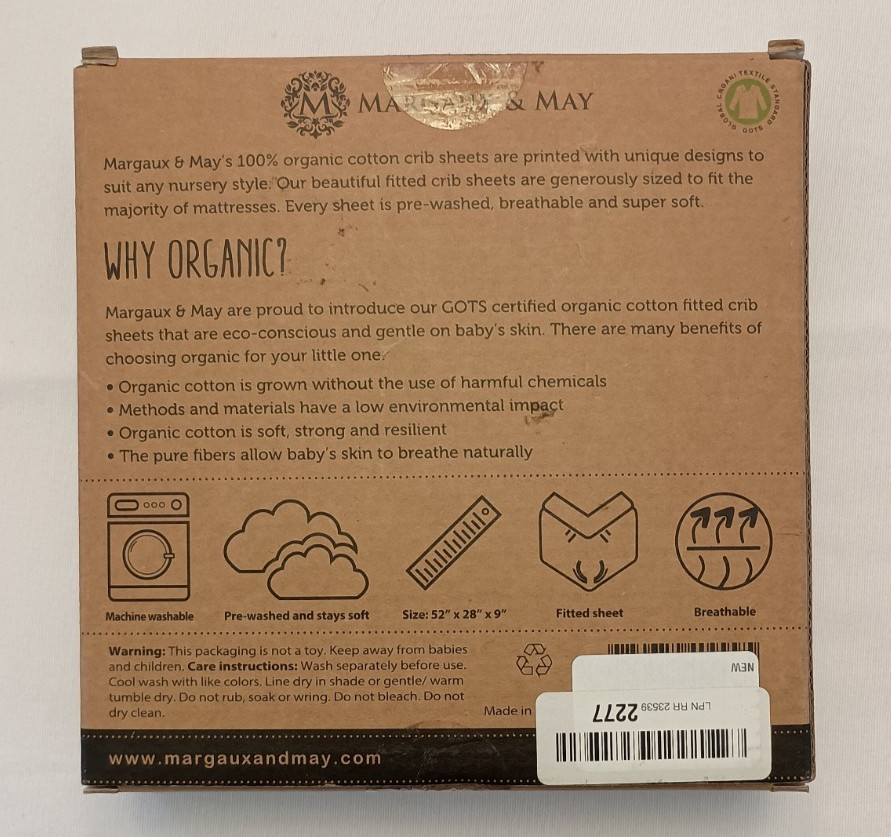 M MARGAUX & MAY
GLOBAL ORGANIC TEXTILE STANDARD GOTS
Margaux & May's 100% organic cotton crib sheets are printed with unique designs to
suit any nursery style. Our beautiful fitted crib sheets are generously sized to fit the
majority of mattresses. Every sheet is pre-washed, breathable and super soft.
WHY ORGANIC?
Margaux & May are proud to introduce our GOTS certified organic cotton fitted crib
sheets that are eco-conscious and gentle on baby's skin. There are many benefits of
choosing organic for your little one.
• Organic cotton is grown without the use of harmful chemicals
• Methods and materials have a low environmental impact
• Organic cotton is soft, strong and resilient
• The pure fibers allow baby's skin to breathe naturally
Machine washable
Pre-washed and stays soft
Size: 52" x 28" x 9"
Fitted sheet
Breathable
Warning: This packaging is not a toy. Keep away from babies
and children. Care instructions: Wash separately before use.
Cool wash with like colors. Line dry in shade or gentle/ warm
tumble dry. Do not rub, soak or wring. Do not bleach. Do not
dry clean.
Made in
NEW
LPN RR 23539 2277
www.margauxandmay.com